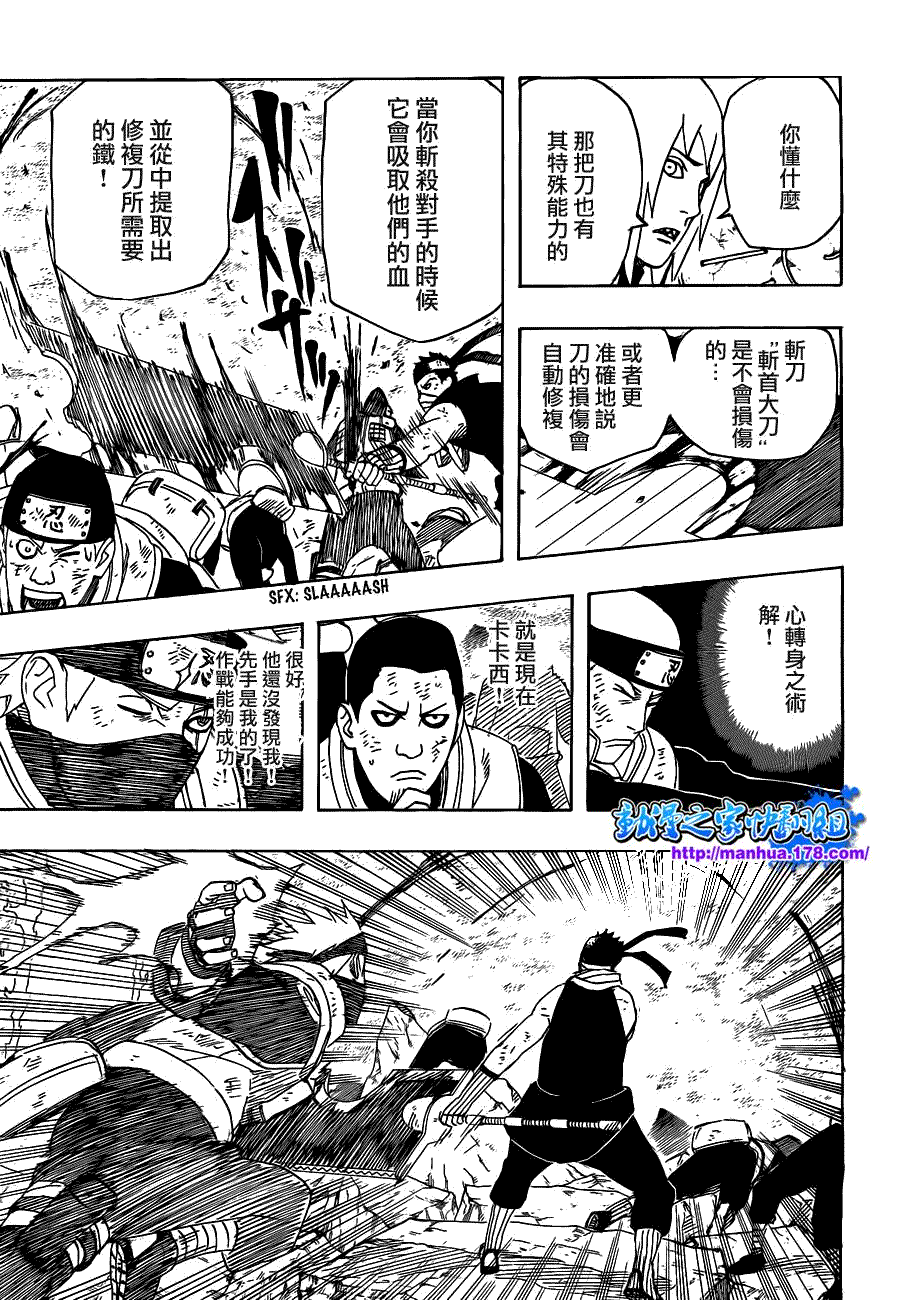 你懂什麼
那把刀也有
其特殊能力的
斬刀
"斬首大刀"
是不會損傷
的…
或者更
准確地說
刀的損傷會
自動修複
當你斬殺對手的時候
它會吸取他們的血
並從中提取出
修複刀所需要
的鐵！
忍
SFX: SLAAAAASH
心轉身之術
解！
忍
就是現在
卡卡西！
很好
他還沒發現我！
先手是我的了！
作戰能夠成功！
忍
動漫之家快翻組
http://manhua.178.com/